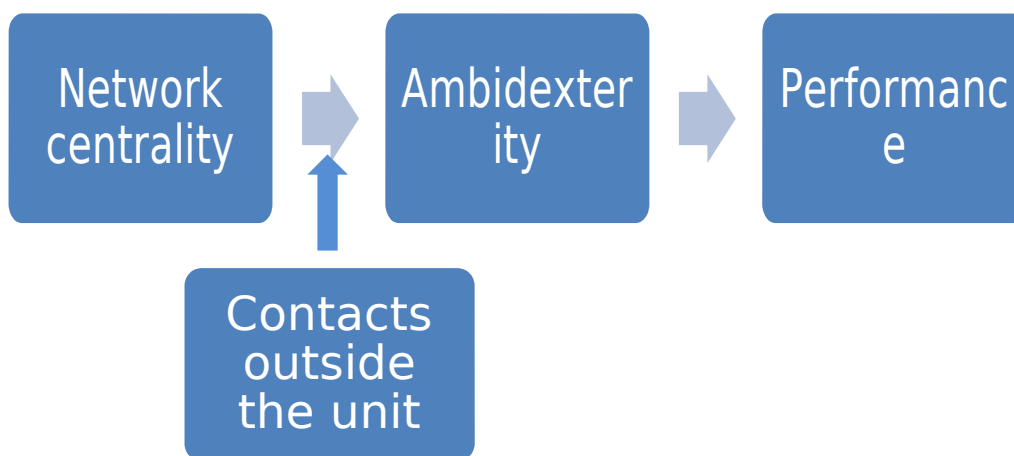 Network
centrality
Ambidexter
ity
Performanc
e
Contacts
outside
the unit